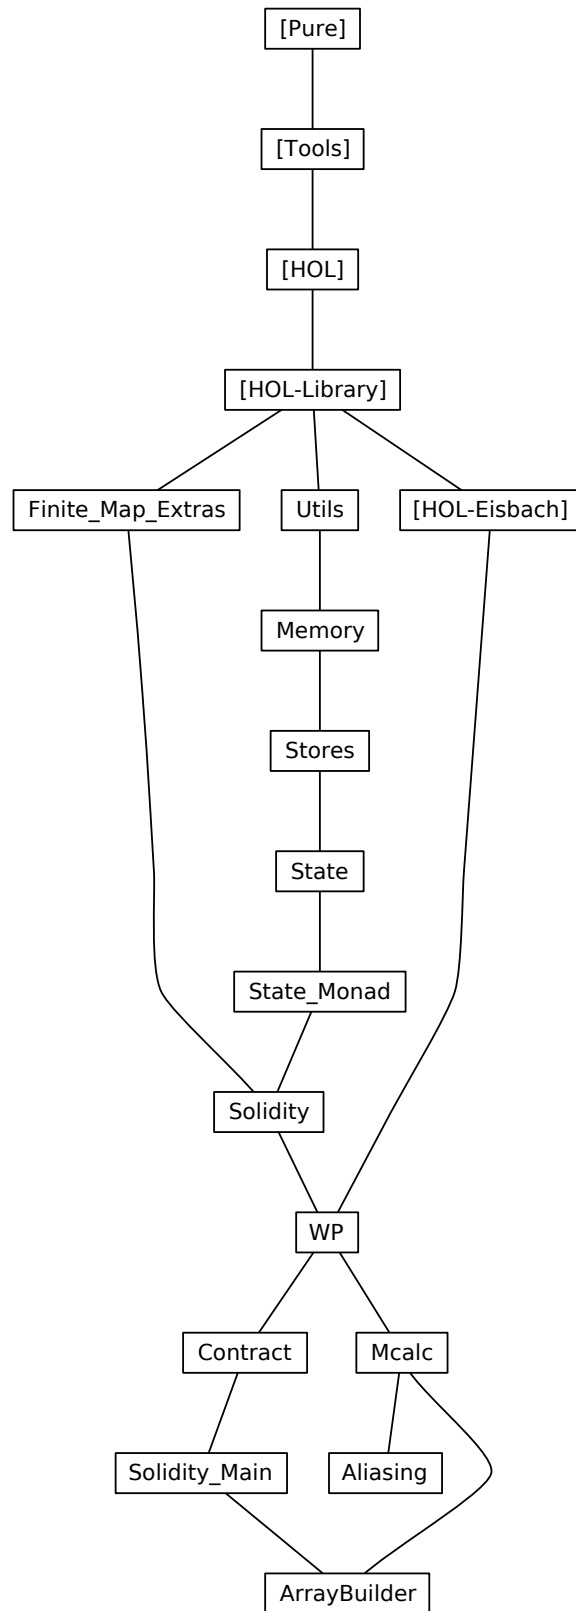 [Pure]
[Tools]
[HOL]
[HOL-Library]
Finite_Map_Extras
Utils
[HOL-Eisbach]
Memory
Stores
State
State_Monad
Solidity
WP
Contract
Mcalc
Solidity_Main
Aliasing
ArrayBuilder